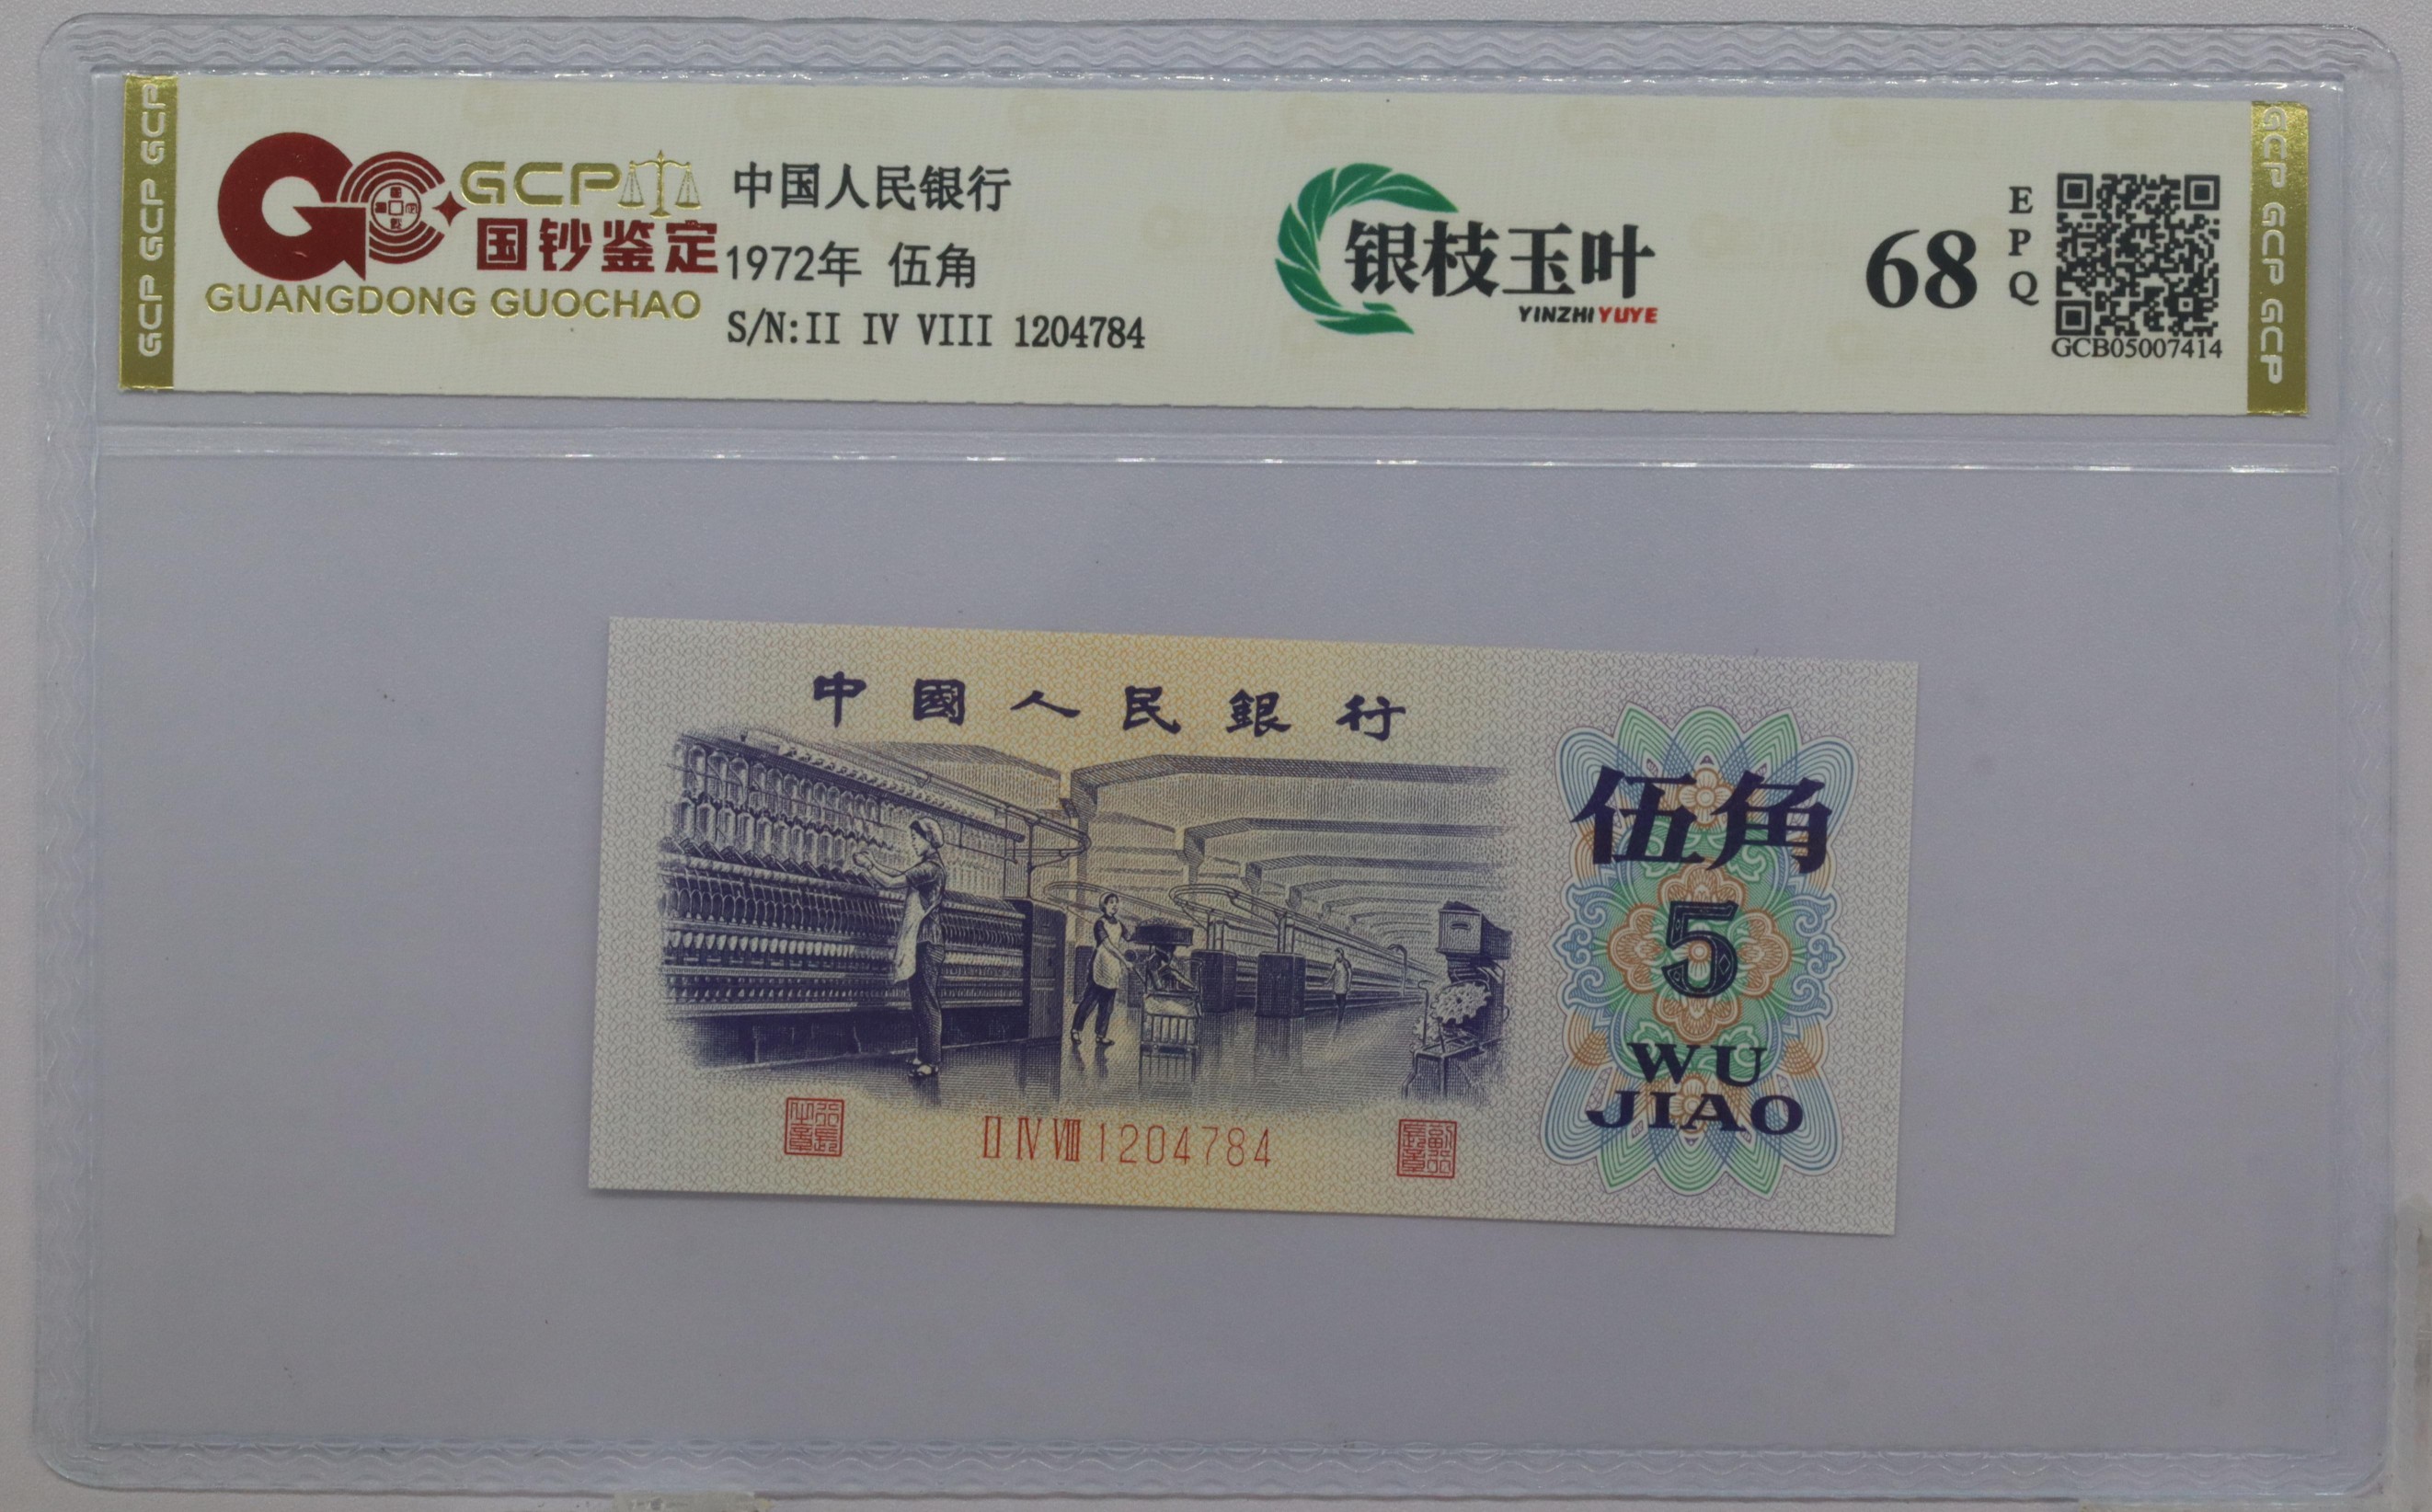 GCP GCP GCP
GCP
国钞鉴定
GUANGDONG GUOCHAO
中国人民银行
1972年 伍角
S/N:II IV VIII 1204784
银枝玉叶
YINZHIYUYE
68
EPQ
GCB05007414
GCP GCP GCP
中國人民銀行
伍角
5
WU
JIAO
II IV VIII 1204784